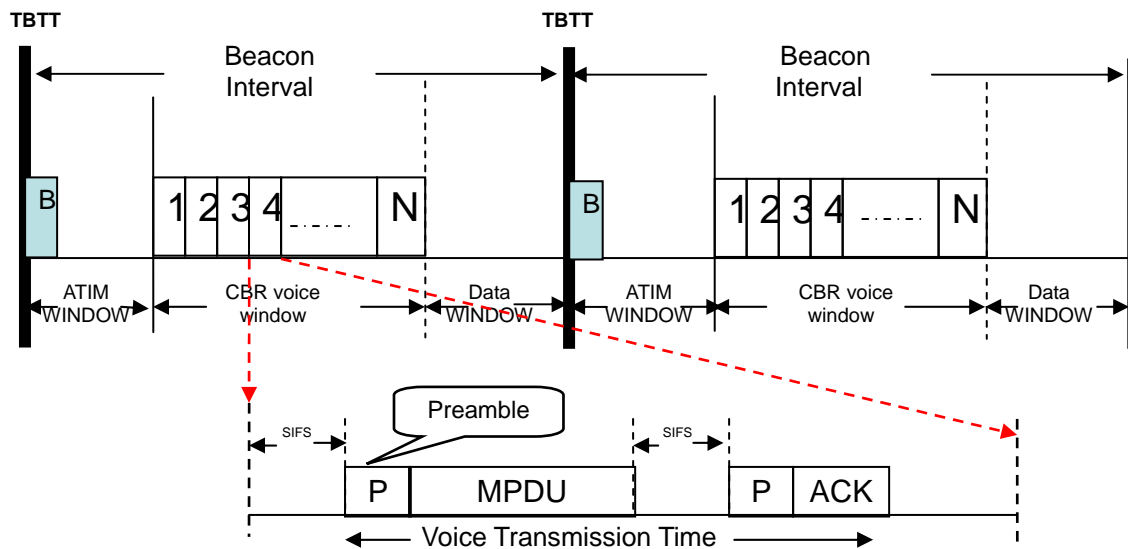 TBTT
TBTT
Beacon
Interval
Beacon
Interval
B
1 2 3 4 N
B
1 2 3 4 N
ATIM
WINDOW
CBR voice
window
Data
WINDOW
ATIM
WINDOW
CBR voice
window
Data
WINDOW
Preamble
SIFS
SIFS
P
MPDU
P
ACK
Voice Transmission Time